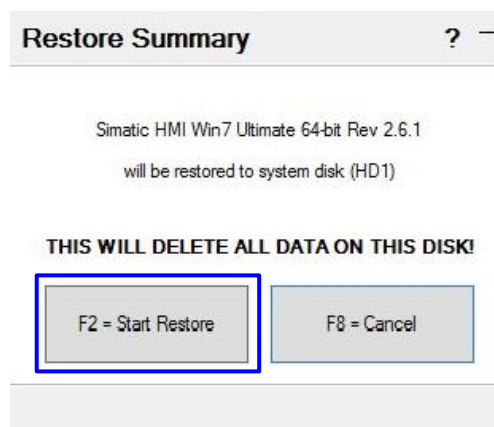 Restore Summary ?
Simatic HMI Win7 Ultimate 64-bit Rev 2.6.1
will be restored to system disk (HD1)
THIS WILL DELETE ALL DATA ON THIS DISK!
F2 = Start Restore F8 = Cancel